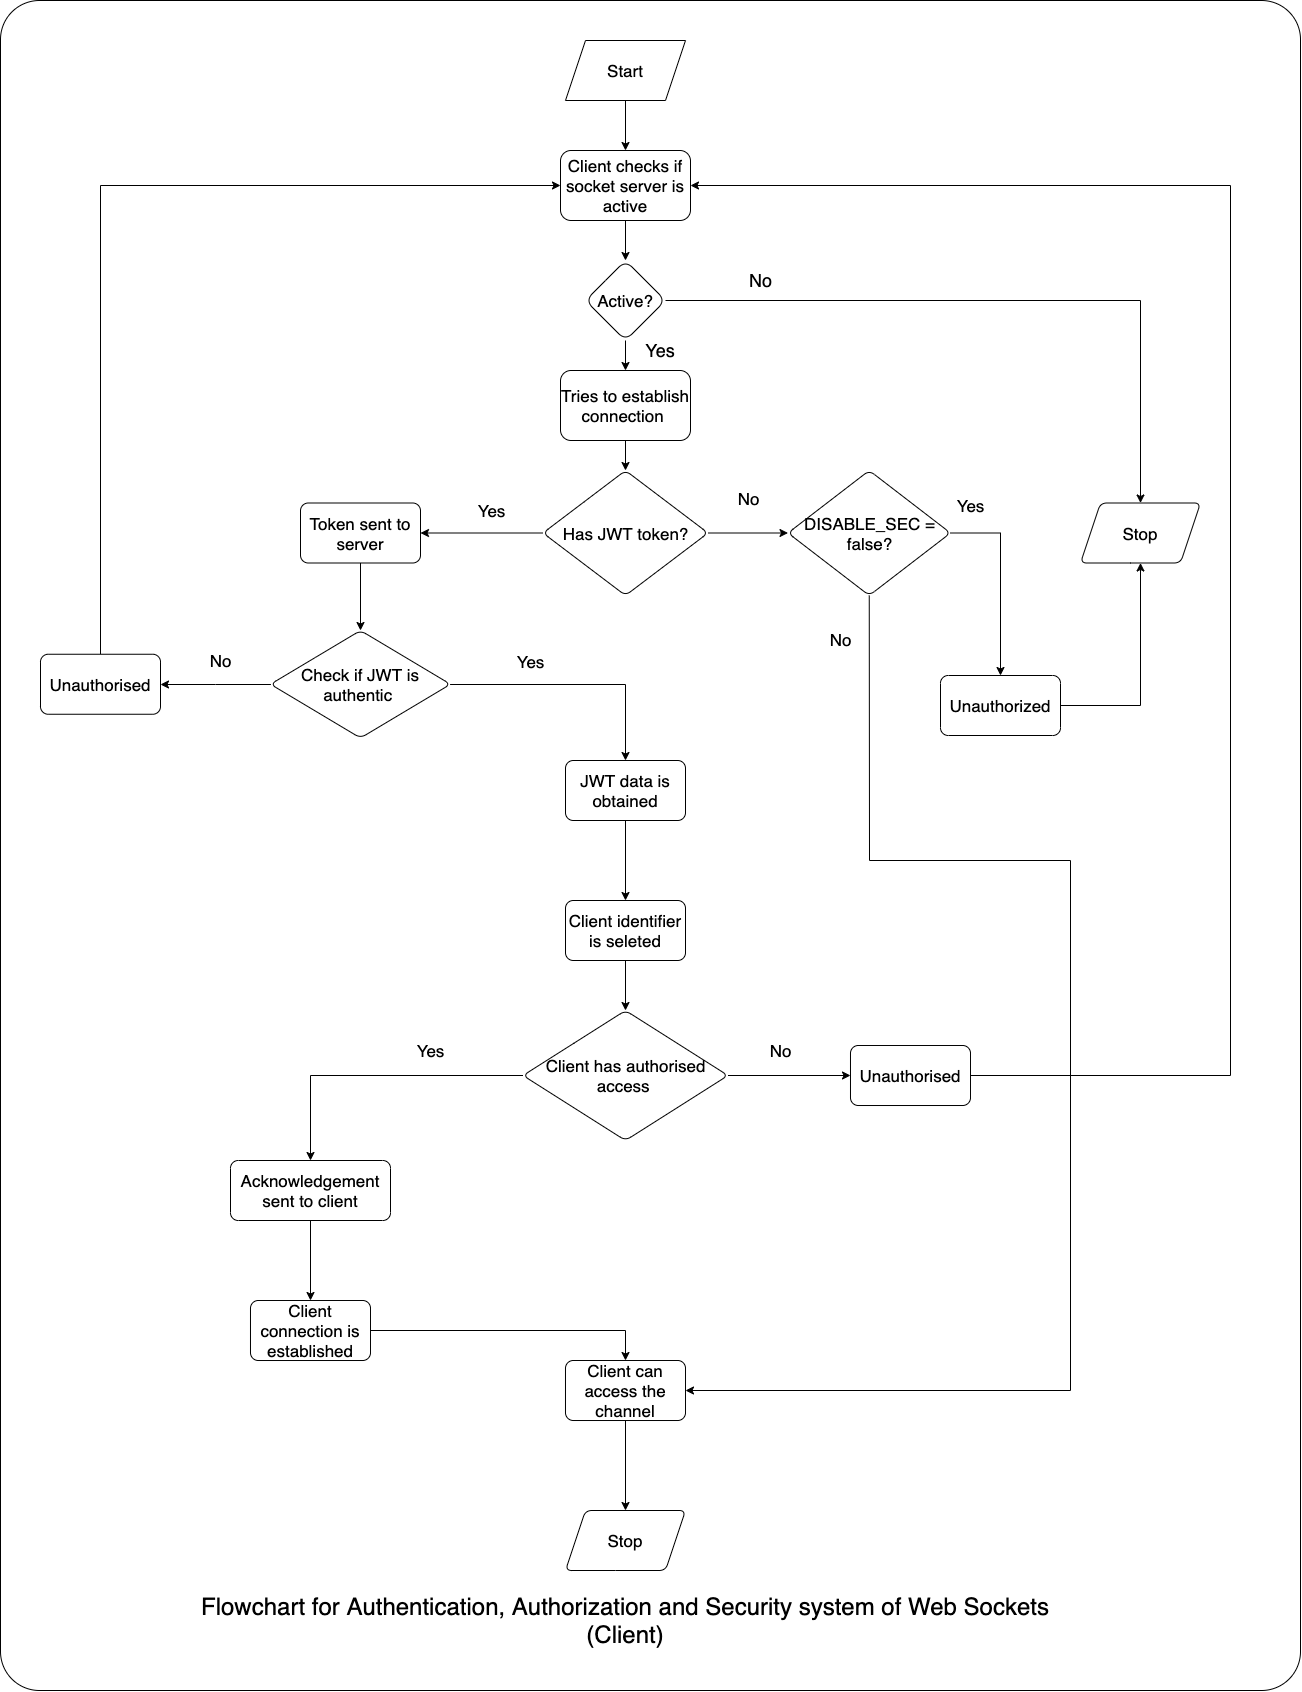 Start
Client checks if
socket server is
active
No
Active?
Yes
Tries to establish
connection
Yes
Has JWT token?
No
DISABLE_SEC =
false?
Yes
Stop
Token sent to
server
No
Unauthorised
No
Check if JWT is
authentic
Yes
Unauthorized
JWT data is
obtained
Client identifier
is seleted
Yes
Client has authorised
access
No
Unauthorised
Acknowledgement
sent to client
Client
connection is
established
Client can
access the
channel
Stop
Flowchart for Authentication, Authorization and Security system of Web Sockets
(Client)